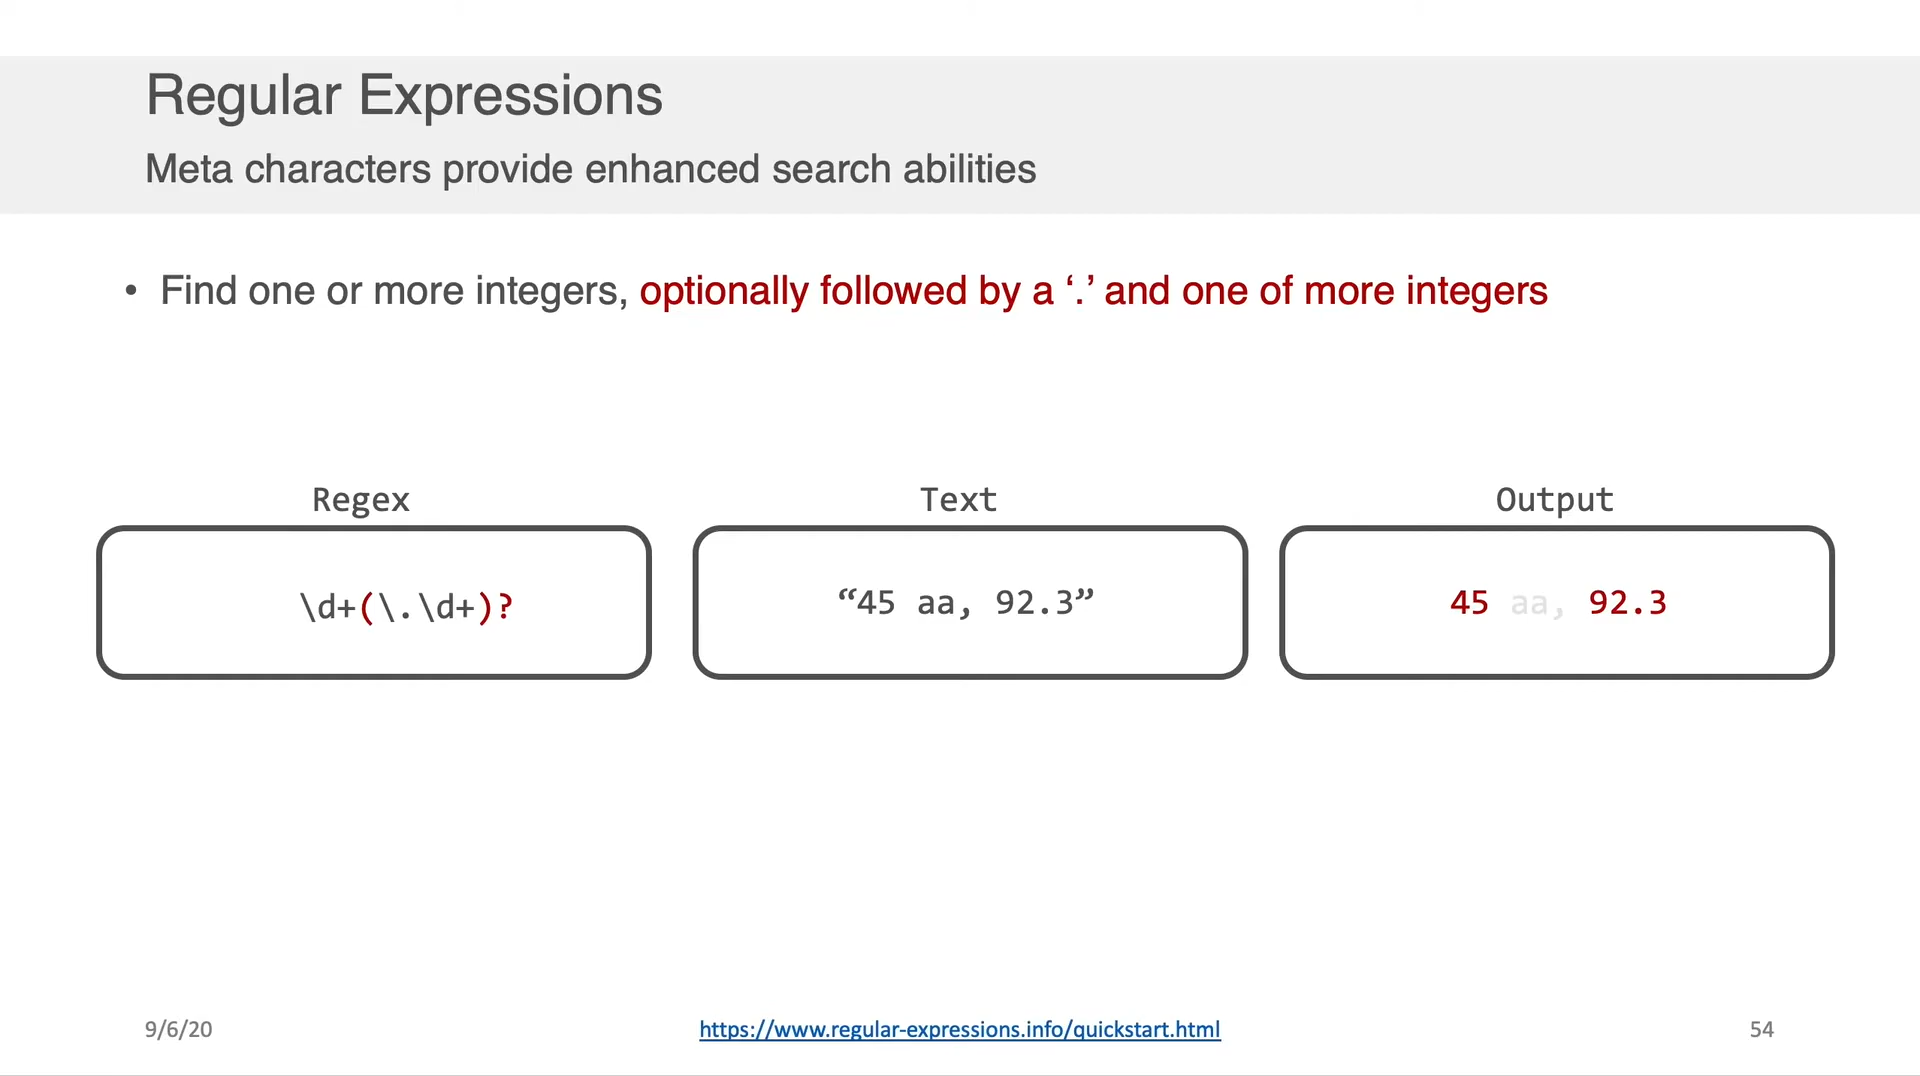 Regular Expressions
Meta characters provide enhanced search abilities
• Find one or more integers, optionally followed by a ‘.’ and one of more integers
Regex
Text
Output
\d+(\.\d+)?
“45 aa, 92.3”
45 aa, 92.3
9/6/20
https://www.regular-expressions.info/quickstart.html
54